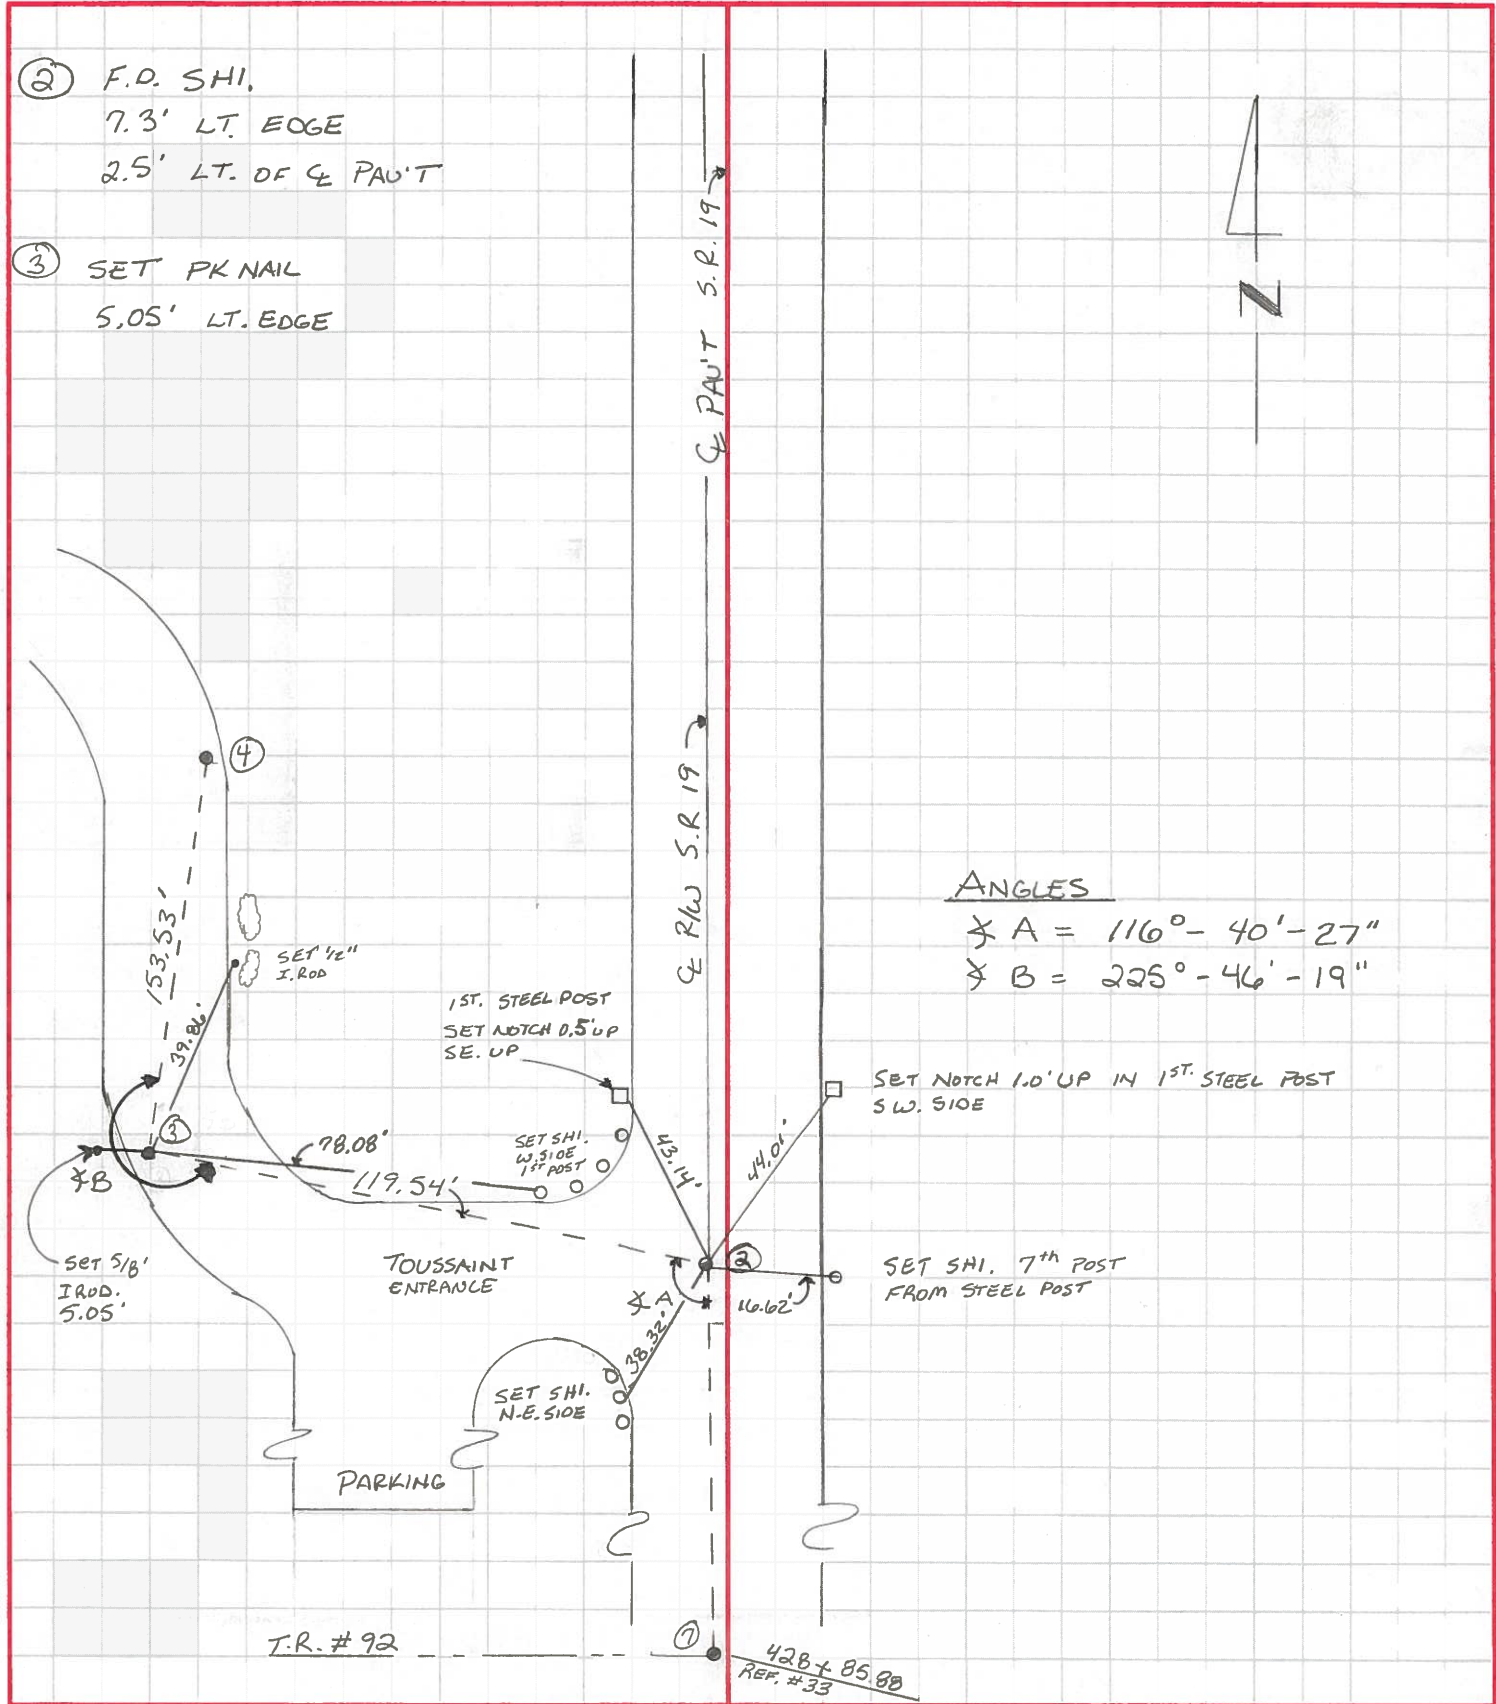 ② F.D. SHI.
7.3' LT. EDGE
2.5' LT. OF ℄ PAV'T
③ SET PK NAIL
5.05' LT. EDGE
℄ PAV'T S.R. 19
N
④
153.53'
SET 1/2"
I. ROD
39.86'
℄ R/W S.R 19
ANGLES
∡ A = 116° - 40' - 27"
∡ B = 225° - 46' - 19"
1ST. STEEL POST
SET NOTCH 0.5' UP
SE. UP
SET NOTCH 1.0' UP IN 1ST. STEEL POST
SW. SIDE
③
78.08'
SET SHI.
W. SIDE
1ST POST
43.14'
44.01'
∡B
119.54'
SET 5/8'
IROD.
5.05'
TOUSSAINT
ENTRANCE
②
∡ A
16.62'
SET SHI. 7th POST
FROM STEEL POST
38.32'
SET SHI.
N.E. SIDE
PARKING
T.R. # 92
⑦
428 + 85.88
REF. #33